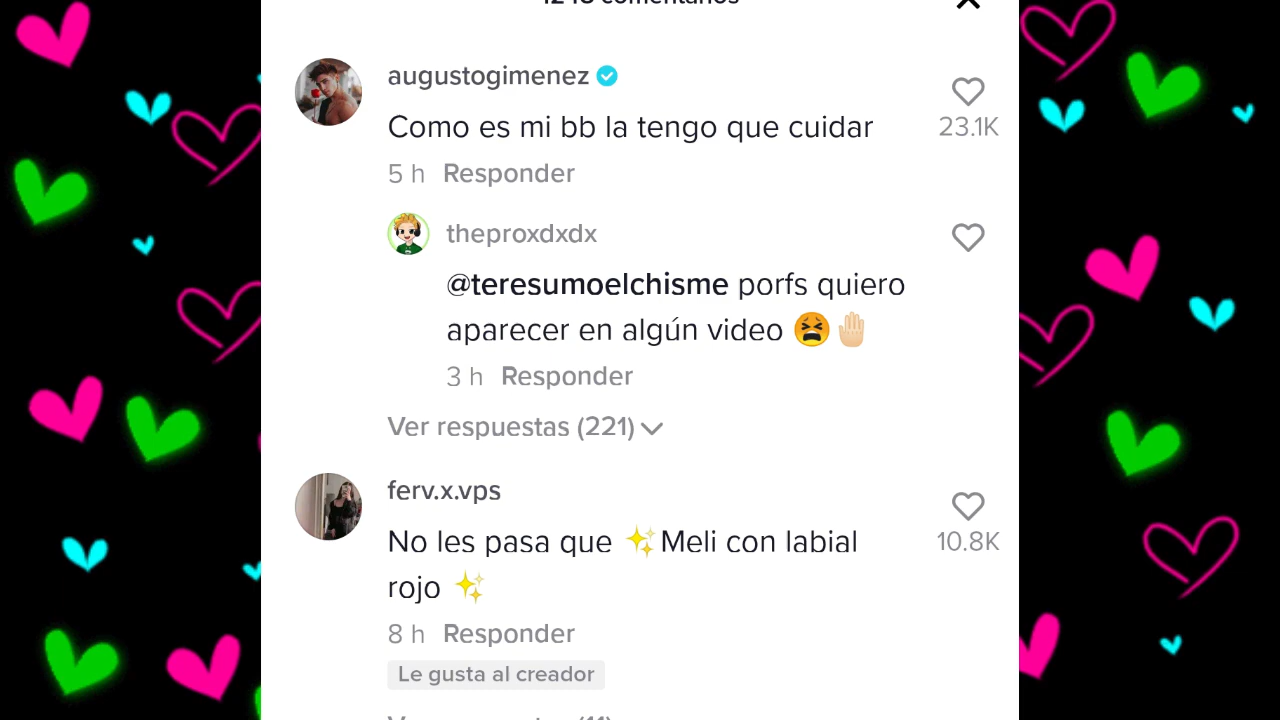 comentarios
augustogimenez
Como es mi bb la tengo que cuidar
23.1K
5 h Responder
theproxdxdx
@teresumoelchisme porfs quiero
aparecer en algún video 😫🤚🏻
3 h Responder
Ver respuestas (221)
ferv.x.vps
No les pasa que ✨Meli con labial
rojo ✨
10.8K
8 h Responder
Le gusta al creador